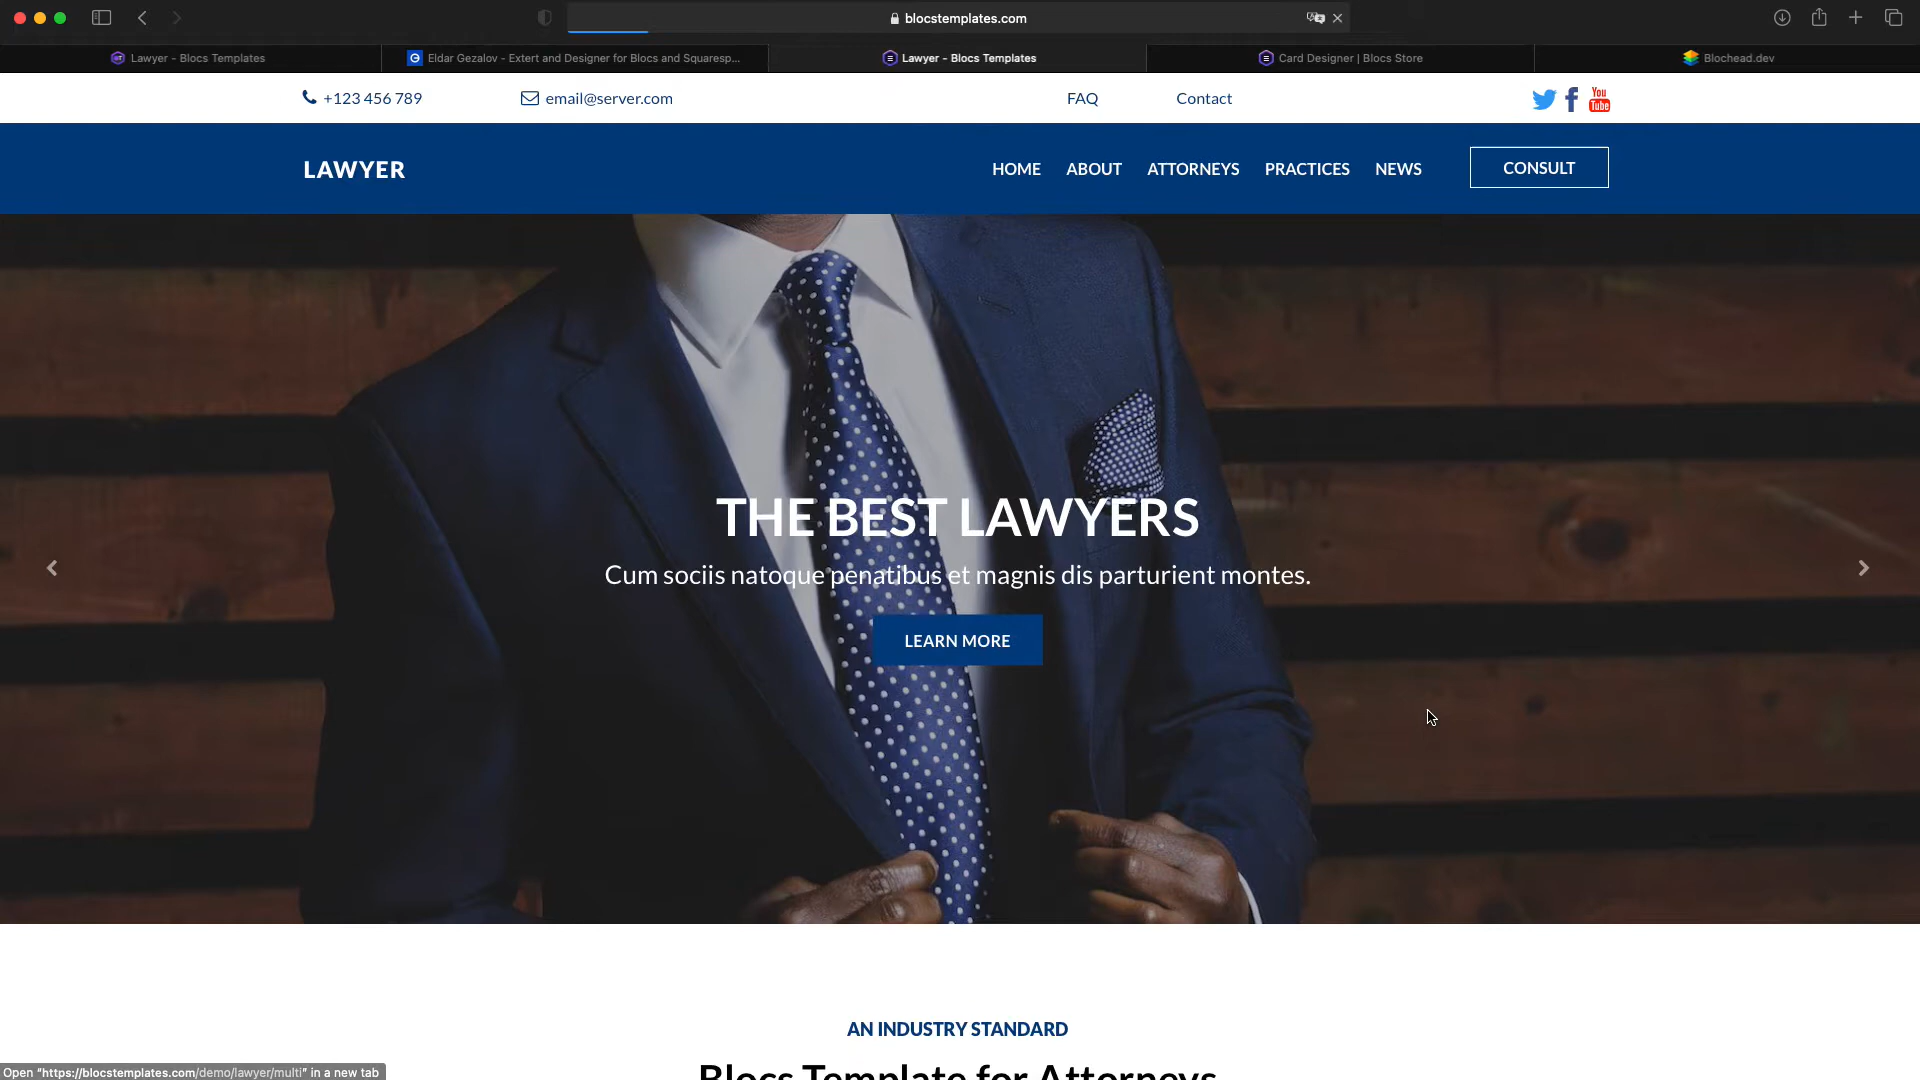 blocstemplates.com
Lawyer - Blocs Templates
Eldar Gezalov - Extert and Designer for Blocs and Squaresp...
Lawyer - Blocs Templates
Card Designer | Blocs Store
Blochead.dev
+123 456 789
email@server.com
FAQ
Contact
You
Tube
LAWYER
HOME
ABOUT
ATTORNEYS
PRACTICES
NEWS
CONSULT
THE BEST LAWYERS
Cum sociis natoque penatibus et magnis dis parturient montes.
LEARN MORE
AN INDUSTRY STANDARD
Blocs Template for Attorneys
Open "https://blocstemplates.com/demo/lawyer/multi" in a new tab